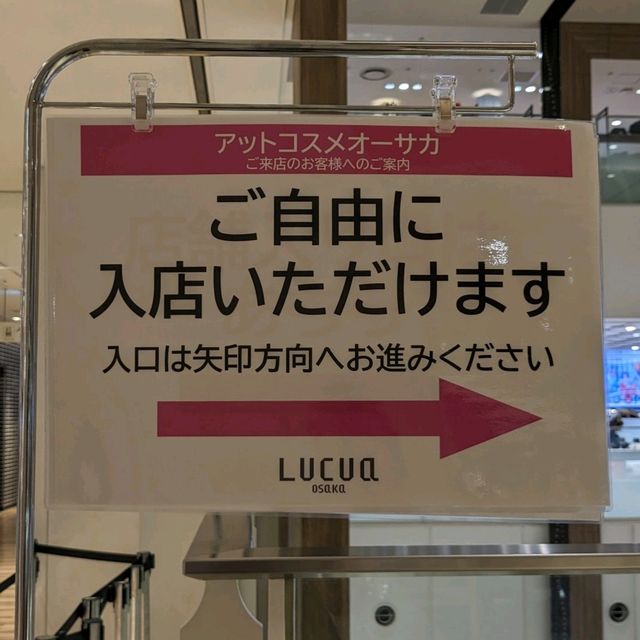 アットコスメオーサカ
ご来店のお客様へのご案内
ご自由に
入店いただけます
入口は矢印方向へお進みください
LUCUA
OSAKA